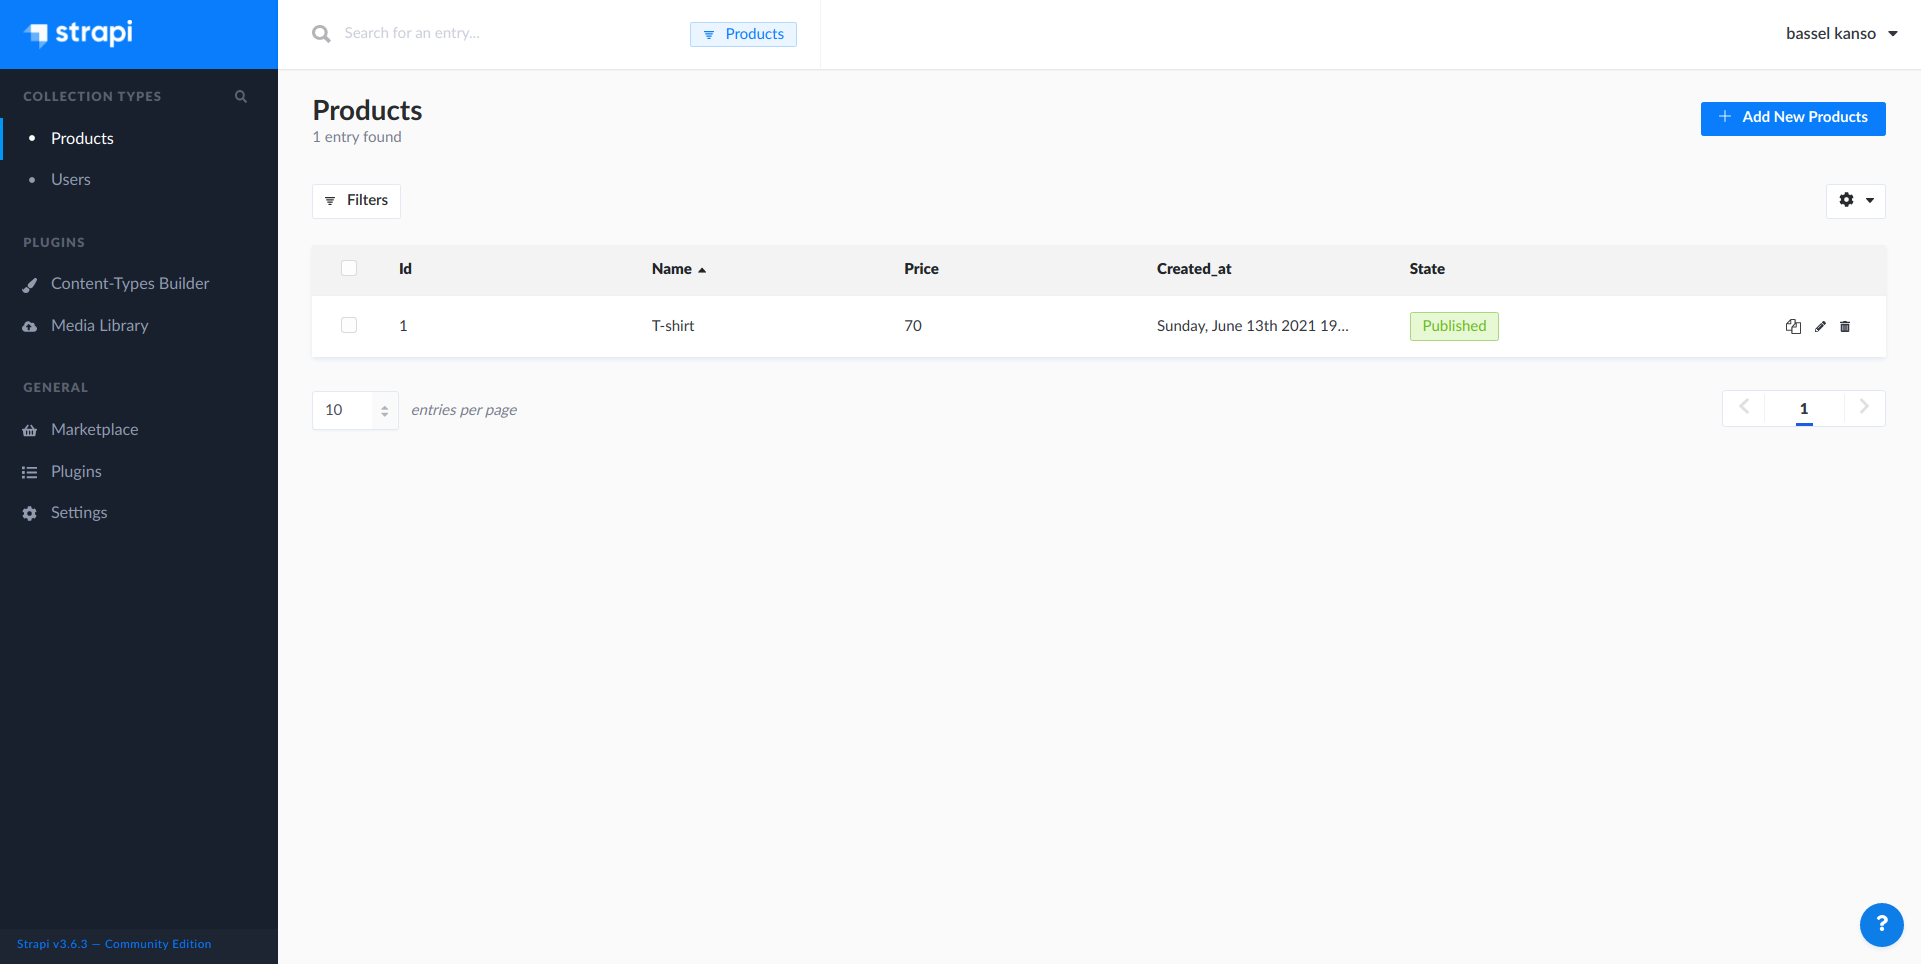 strapi
Search for an entry...
Products
bassel kanso
COLLECTION TYPES
Products
Users
PLUGINS
Content-Types Builder
Media Library
GENERAL
Marketplace
Plugins
Settings
Strapi v3.6.3 — Community Edition
Products
1 entry found
+ Add New Products
Filters
Id Name Price Created_at State
1 T-shirt 70 Sunday, June 13th 2021 19... Published
10 entries per page
1
?